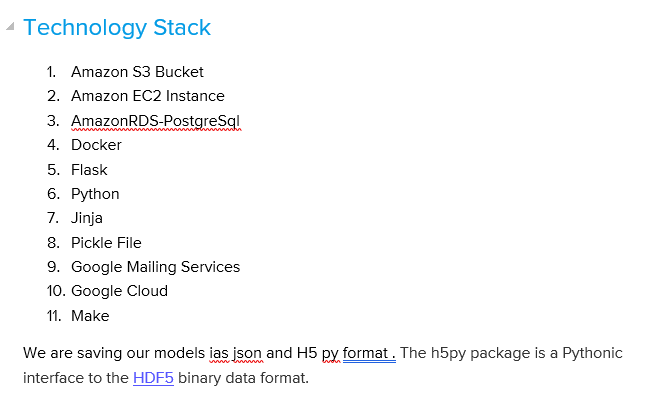 Technology Stack
1. Amazon S3 Bucket
2. Amazon EC2 Instance
3. AmazonRDS-PostgreSql
4. Docker
5. Flask
6. Python
7. Jinja
8. Pickle File
9. Google Mailing Services
10. Google Cloud
11. Make
We are saving our models ias json and H5 py format . The h5py package is a Pythonic
interface to the HDF5 binary data format.